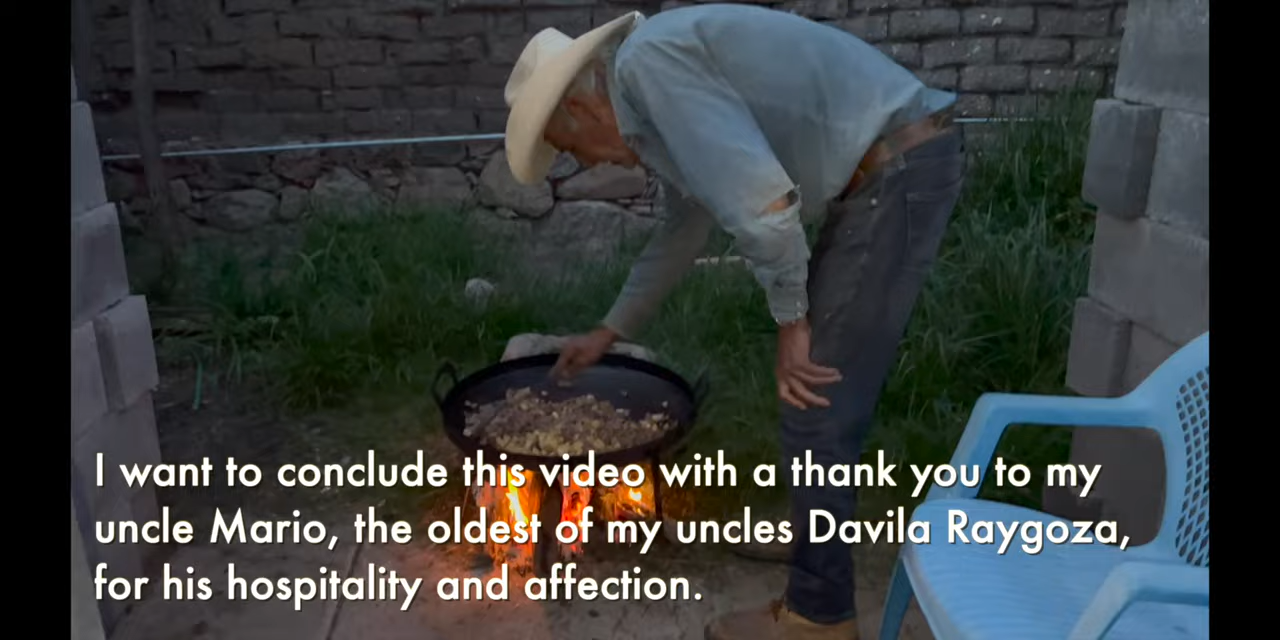 I want to conclude this video with a thank you to my
uncle Mario, the oldest of my uncles Davila Raygoza,
for his hospitality and affection.